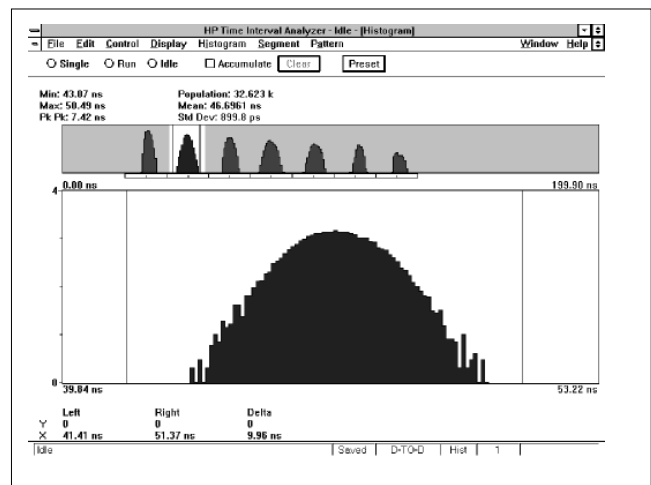 HP Time Interval Analyzer - Idle - [Histogram]
File Edit Control Display Histogram Segment Pattern Window Help
Single Run Idle Accumulate Clear Preset
Min: 43.07 ns Population: 32.623 k
Max: 50.49 ns Mean: 46.6961 ns
Pk Pk: 7.42 ns Std Dev: 899.8 ps
0.00 ns 199.90 ns
4
0
39.84 ns 53.22 ns
Left Right Delta
Y 0 0 0
X 41.41 ns 51.37 ns 9.96 ns
Idle Saved D-TO-D Hist 1